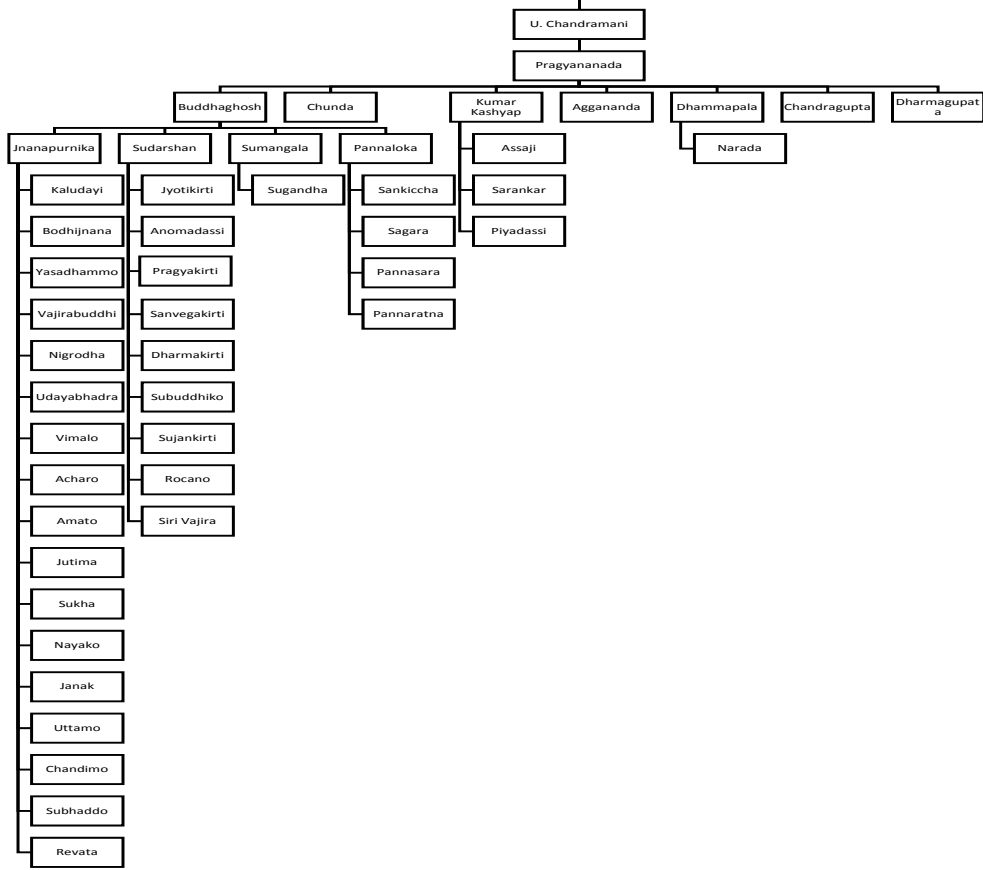 U. Chandramani
Pragyananada
Buddhaghosh
Chunda
Kumar
Kashyap
Aggananda
Dhammapala
Chandragupta
Dharmagupat
a
Jnanapurnika
Sudarshan
Sumangala
Pannaloka
Assaji
Narada
Kaludayi
Jyotikirti
Sugandha
Sankiccha
Sarankar
Bodhijnana
Anomadassi
Sagara
Piyadassi
Yasadhammo
Pragyakirti
Pannasara
Vajirabuddhi
Sanvegakirti
Pannaratna
Nigrodha
Dharmakirti
Udayabhadra
Subuddhiko
Vimalo
Sujankirti
Acharo
Rocano
Amato
Siri Vajira
Jutima
Sukha
Nayako
Janak
Uttamo
Chandimo
Subhaddo
Revata